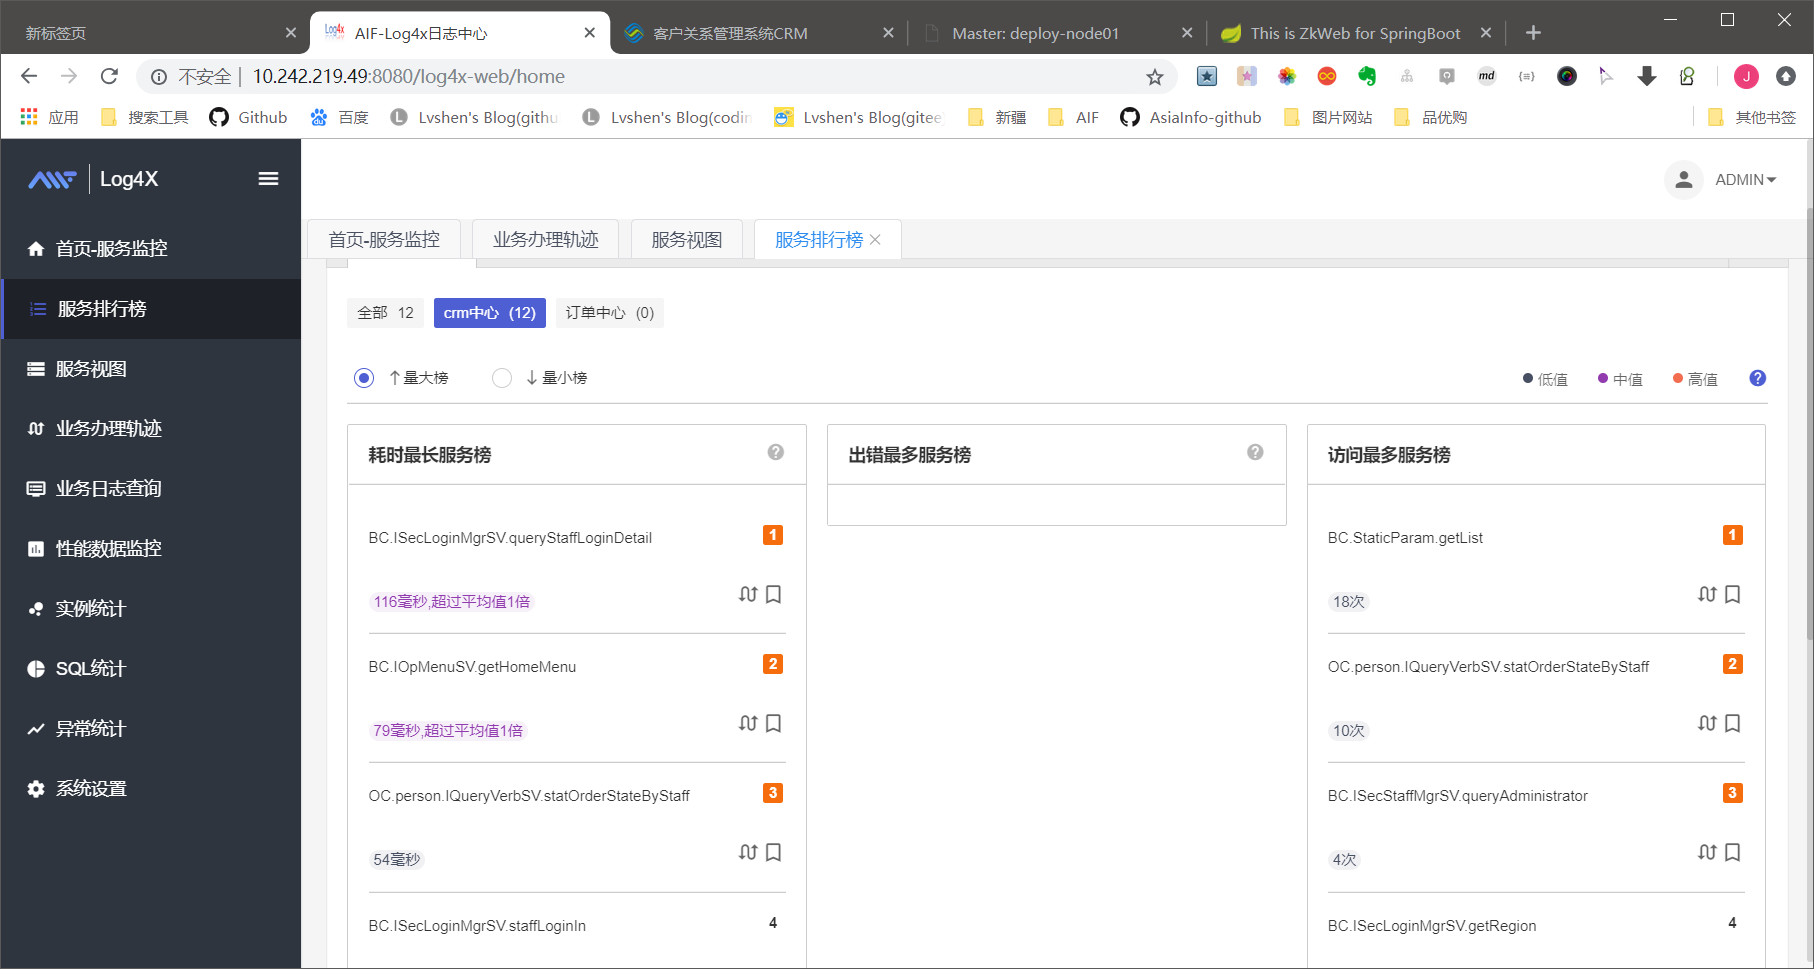 新标签页
AIF-Log4x日志中心
客户关系管理系统CRM
Master: deploy-node01
This is ZkWeb for SpringBoot
不安全 | 10.242.219.49:8080/log4x-web/home
md
J
应用
搜索工具
Github
百度
L
Lvshen's Blog(githu
L
Lvshen's Blog(codin
Lvshen's Blog(gitee
新疆
AIF
AsiaInfo-github
图片网站
品优购
其他书签
Log4X
ADMIN
首页-服务监控
服务排行榜
服务视图
业务办理轨迹
业务日志查询
性能数据监控
实例统计
SQL统计
异常统计
系统设置
首页-服务监控
业务办理轨迹
服务视图
服务排行榜
全部 12
crm中心 (12)
订单中心 (0)
↑量大榜
↓量小榜
低值
中值
高值
?
耗时最长服务榜 ?
BC.ISecLoginMgrSV.queryStaffLoginDetail 1
116毫秒,超过平均值1倍
BC.IOpMenuSV.getHomeMenu 2
79毫秒,超过平均值1倍
OC.person.IQueryVerbSV.statOrderStateByStaff 3
54毫秒
BC.ISecLoginMgrSV.staffLoginIn 4
出错最多服务榜 ?
访问最多服务榜
BC.StaticParam.getList 1
18次
OC.person.IQueryVerbSV.statOrderStateByStaff 2
10次
BC.ISecStaffMgrSV.queryAdministrator 3
4次
BC.ISecLoginMgrSV.getRegion 4